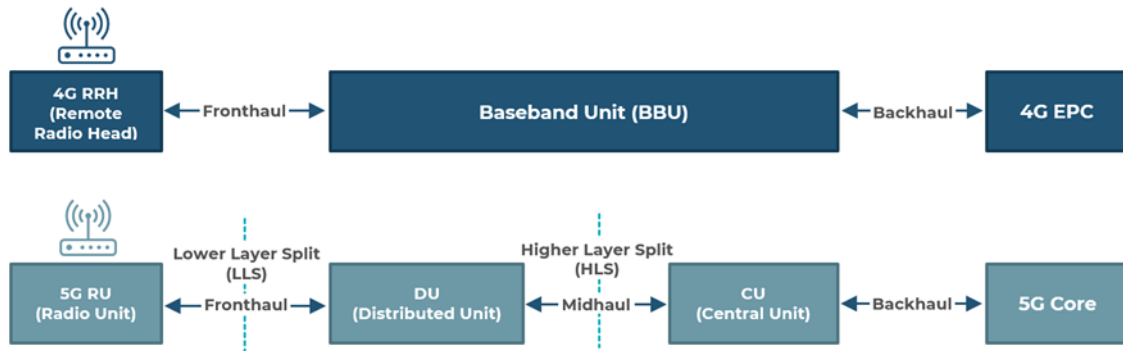 4G RRH
(Remote
Radio Head)
Fronthaul
Baseband Unit (BBU)
Backhaul
4G EPC
Lower Layer Split
(LLS)
Higher Layer Split
(HLS)
5G RU
(Radio Unit)
Fronthaul
DU
(Distributed Unit)
Midhaul
CU
(Central Unit)
Backhaul
5G Core